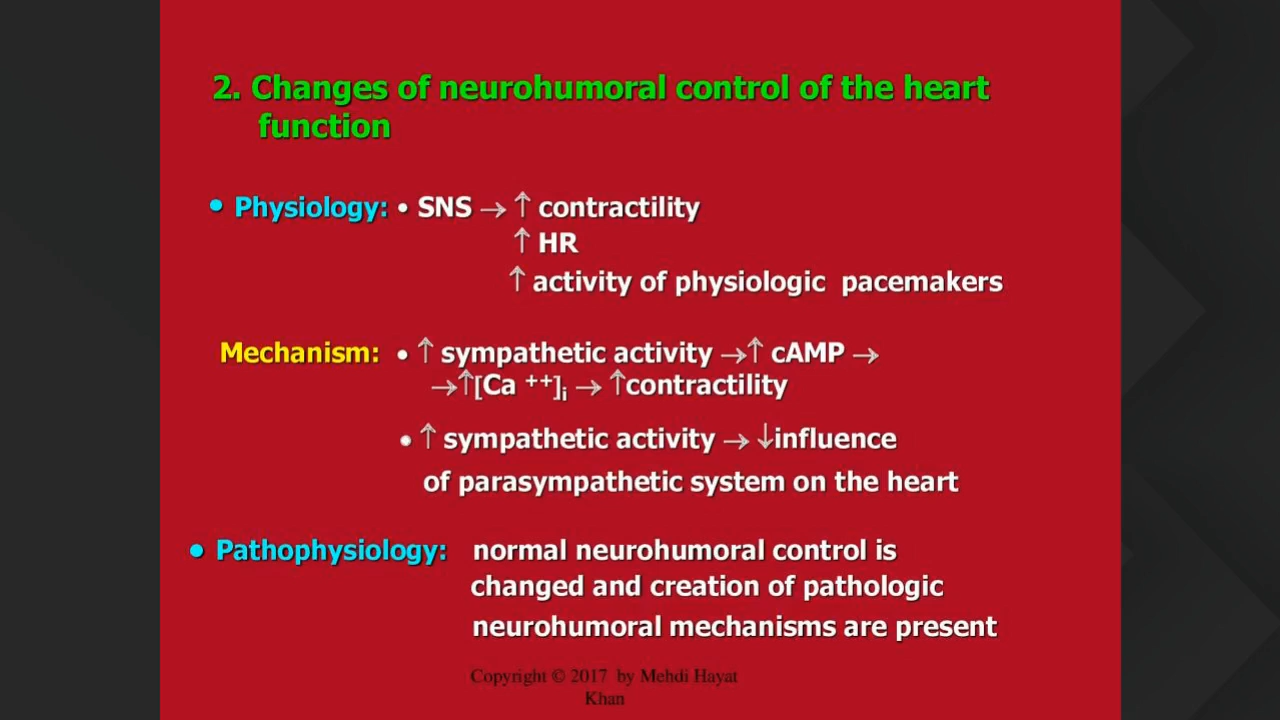 2. Changes of neurohumoral control of the heart
function
• Physiology: • SNS → ↑ contractility
↑ HR
↑ activity of physiologic pacemakers
Mechanism: • ↑ sympathetic activity →↑ cAMP →
→↑[Ca ++]i → ↑contractility
• ↑ sympathetic activity → ↓influence
of parasympathetic system on the heart
• Pathophysiology: normal neurohumoral control is
changed and creation of pathologic
neurohumoral mechanisms are present
Copyright © 2017 by Mehdi Hayat
Khan